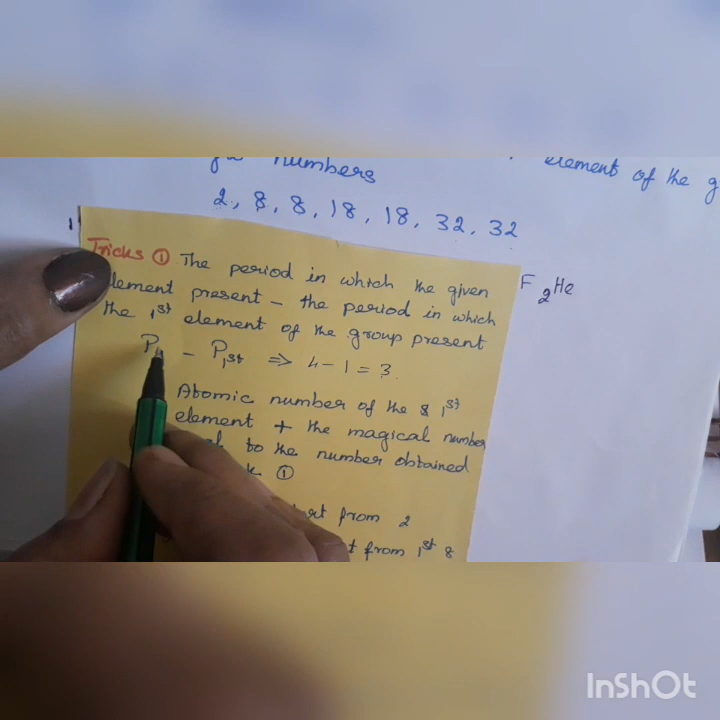 numbers
element of the g
2, 8, 8, 18, 18, 32, 32
Tricks ① The period in which the given
element present - the period in which
the 1st element of the group present
P - P1st ⇒ 4-1=3
F 2He
Atomic number of the 8 1st
element + the magical number
to the number obtained
①
from 2
from 1st 8
InShOt